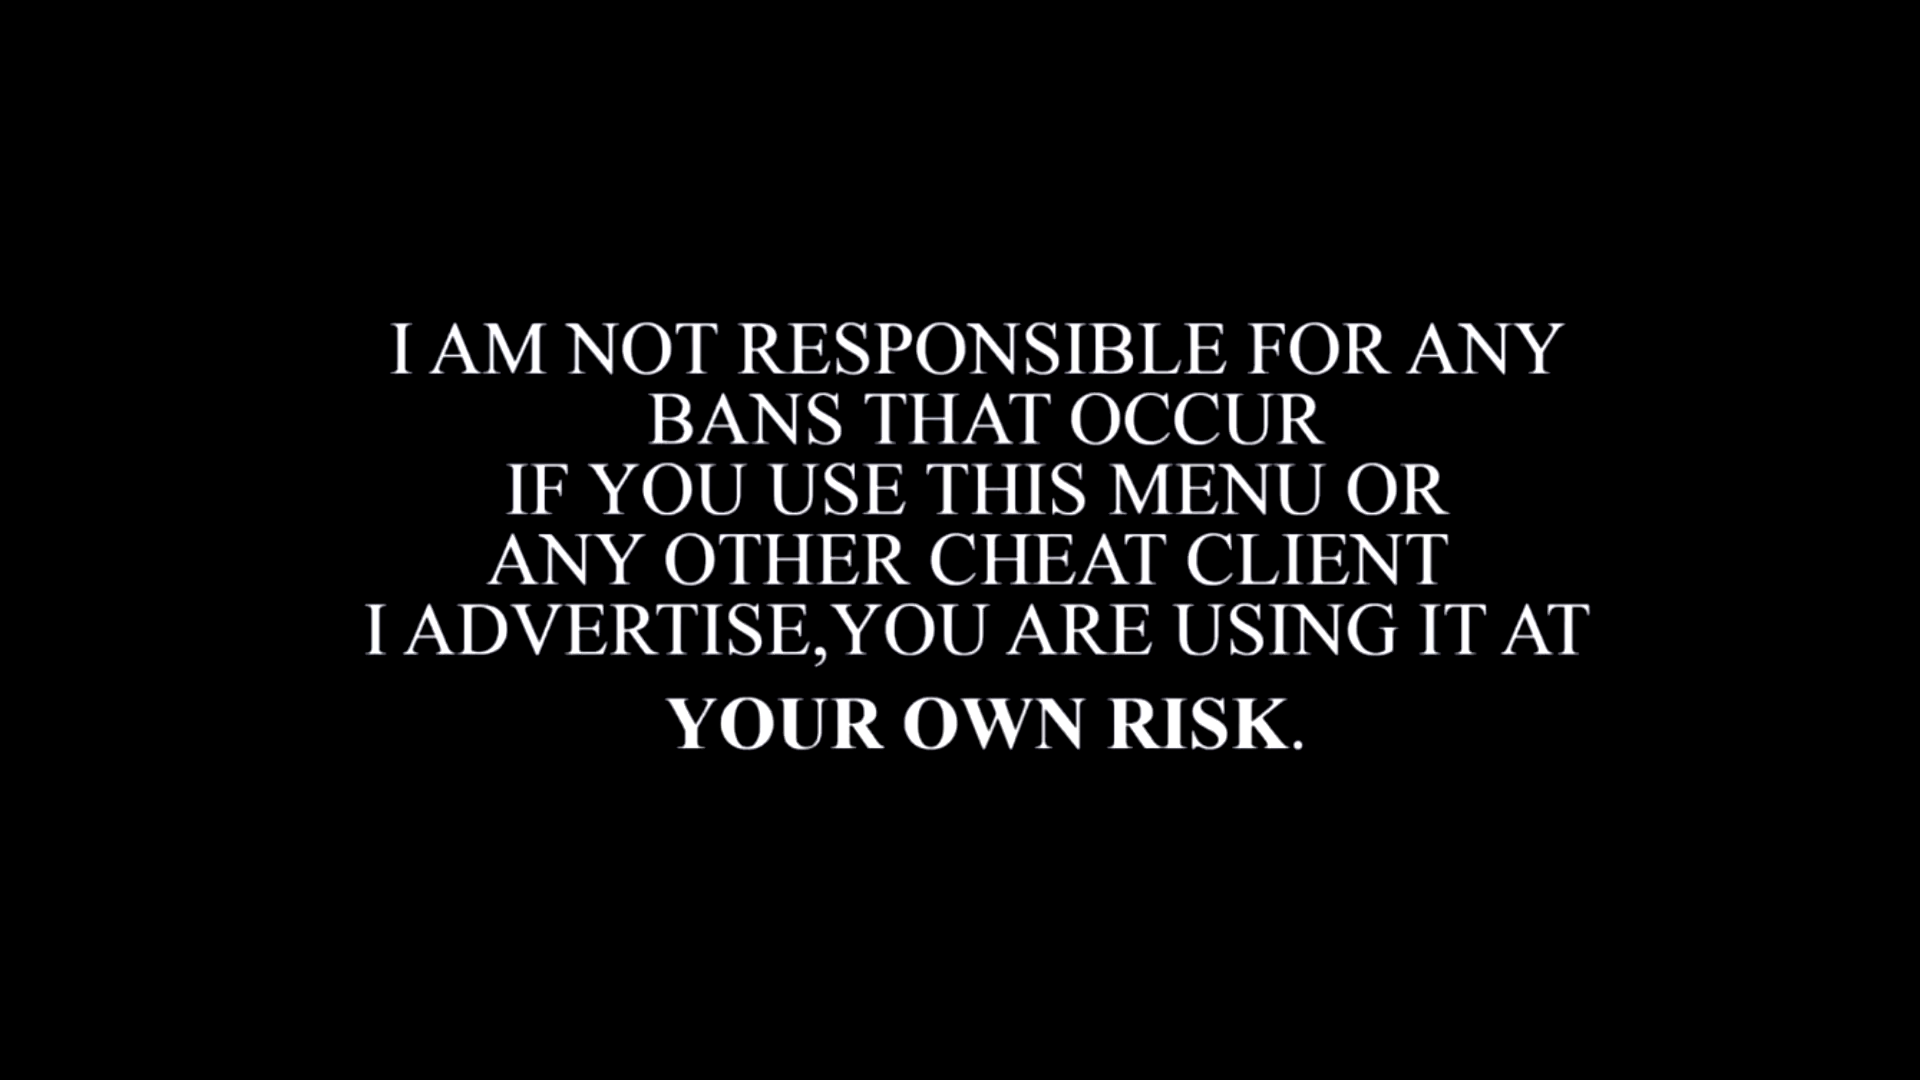 I AM NOT RESPONSIBLE FOR ANY
BANS THAT OCCUR
IF YOU USE THIS MENU OR
ANY OTHER CHEAT CLIENT
I ADVERTISE,YOU ARE USING IT AT
YOUR OWN RISK.